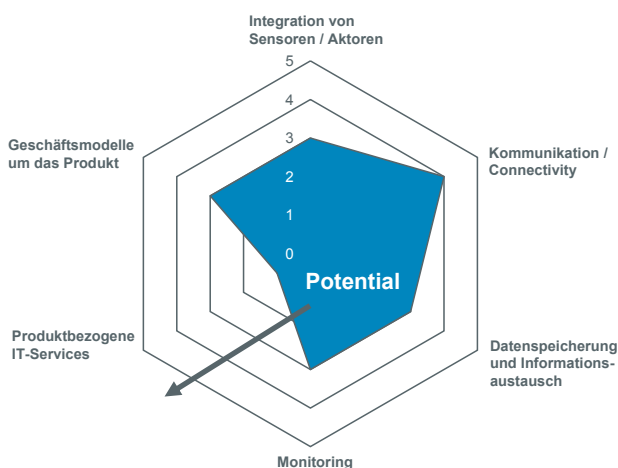 Integration von
Sensoren / Aktoren
5
4
3
2
1
0
Geschäftsmodelle
um das Produkt
Kommunikation /
Connectivity
Potential
Produktbezogene
IT-Services
Datenspeicherung
und Informations-
austausch
Monitoring